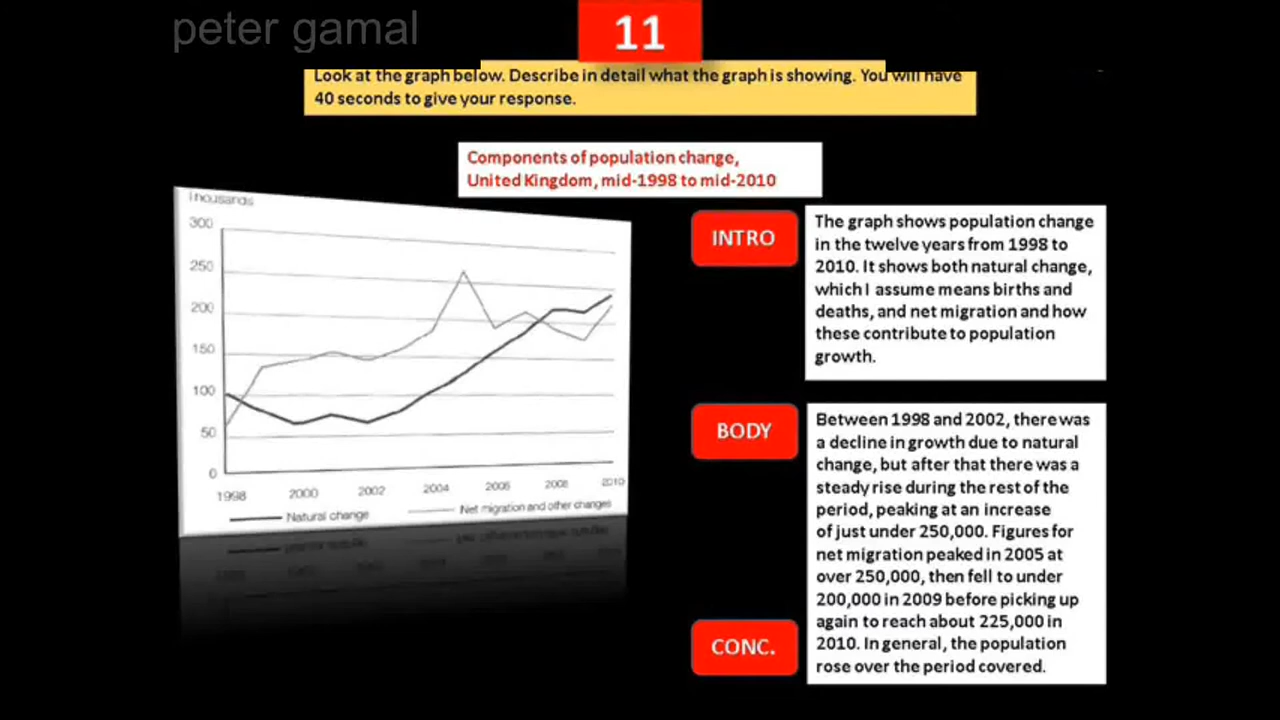 peter gamal
11
Look at the graph below. Describe in detail what the graph is showing. You will have
40 seconds to give your response.
Components of population change,
United Kingdom, mid-1998 to mid-2010
Thousands
300
250
200
150
100
50
0
1998 2000 2002 2004 2006 2008 2010
Natural change Net migration and other changes
INTRO
The graph shows population change
in the twelve years from 1998 to
2010. It shows both natural change,
which I assume means births and
deaths, and net migration and how
these contribute to population
growth.
BODY
Between 1998 and 2002, there was
a decline in growth due to natural
change, but after that there was a
steady rise during the rest of the
period, peaking at an increase
of just under 250,000. Figures for
net migration peaked in 2005 at
over 250,000, then fell to under
200,000 in 2009 before picking up
again to reach about 225,000 in
2010. In general, the population
rose over the period covered.
CONC.